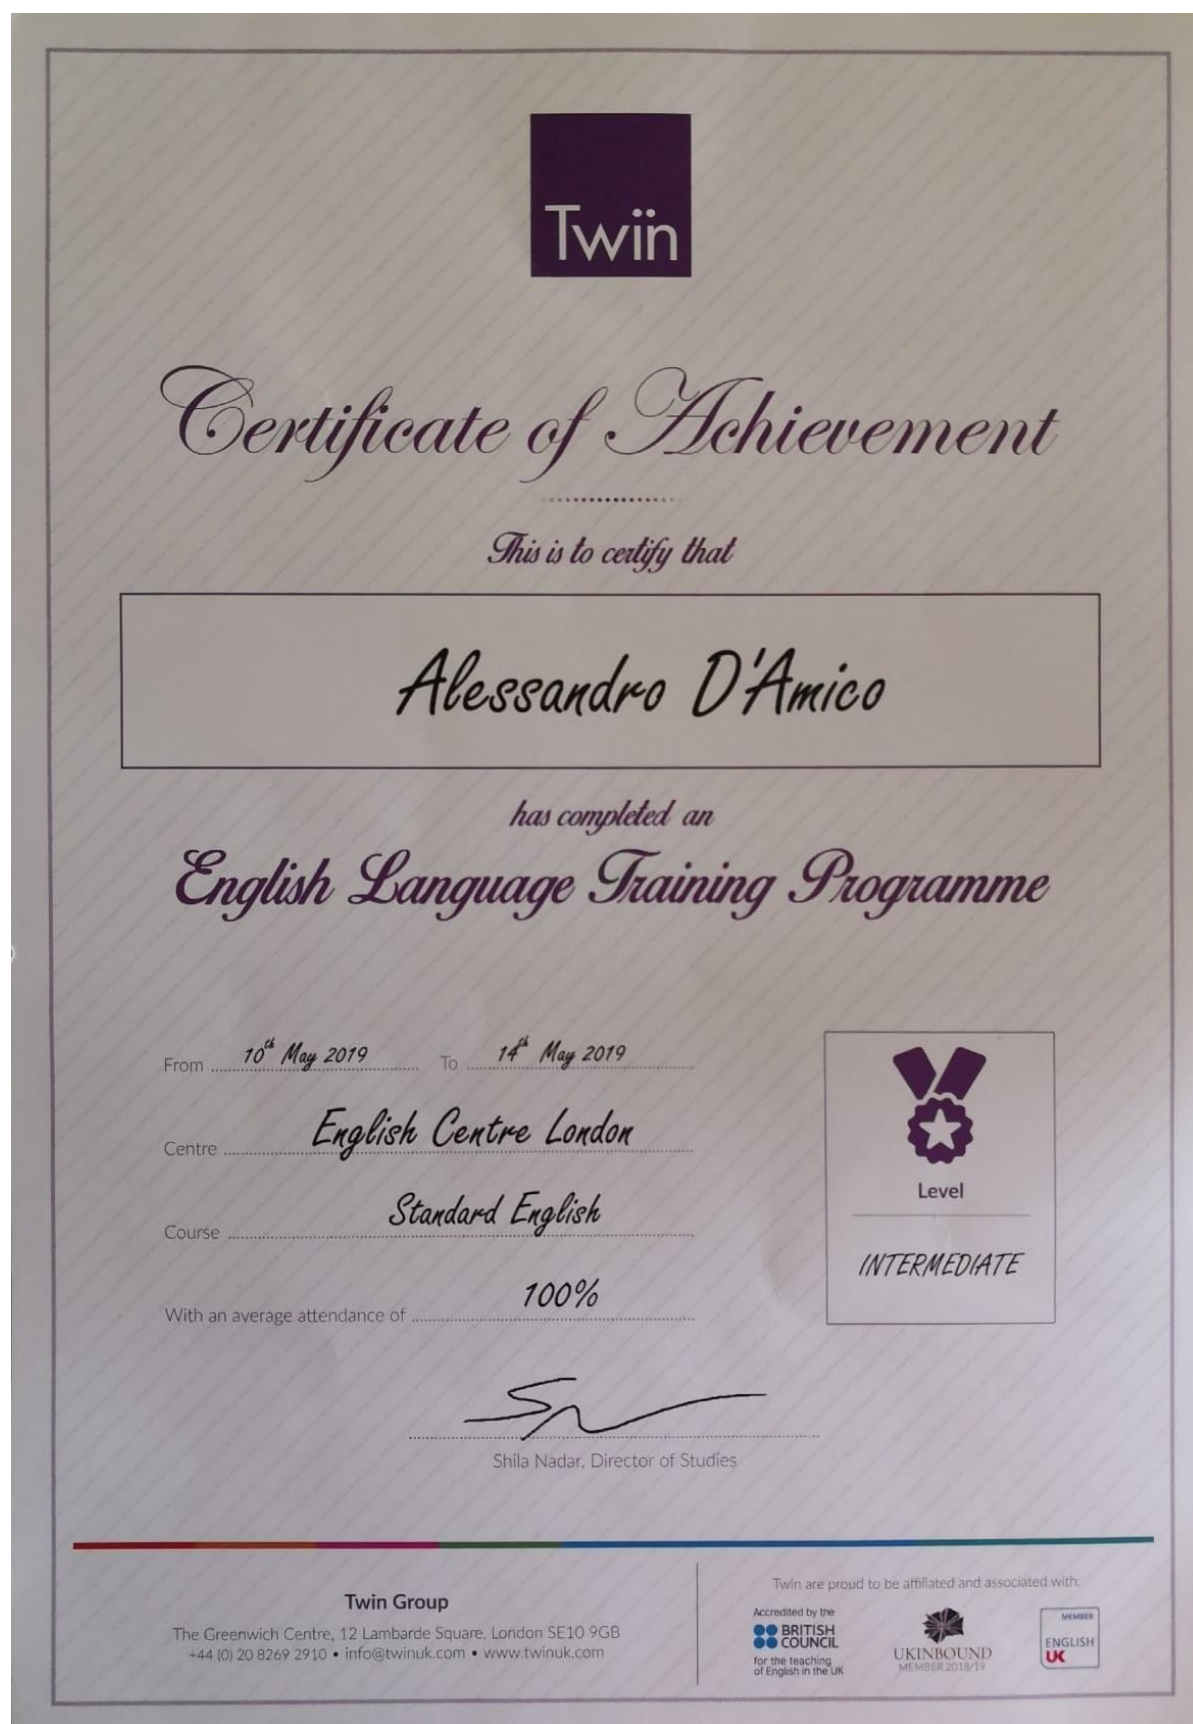 Twïn
Certificate of Achievement
This is to certify that
Alessandro D'Amico
has completed an
English Language Training Programme
From 10th May 2019 To 14th May 2019
Centre English Centre London
Course Standard English
With an average attendance of 100%
Level
INTERMEDIATE
Shila Nadar, Director of Studies
Twin Group
The Greenwich Centre, 12 Lambarde Square, London SE10 9GB
+44 (0) 20 8269 2910 • info@twinuk.com • www.twinuk.com
Twin are proud to be affiliated and associated with:
Accredited by the
BRITISH
COUNCIL
for the teaching
of English in the UK
UKINBOUND
MEMBER 2018/19
MEMBER
ENGLISH
UK